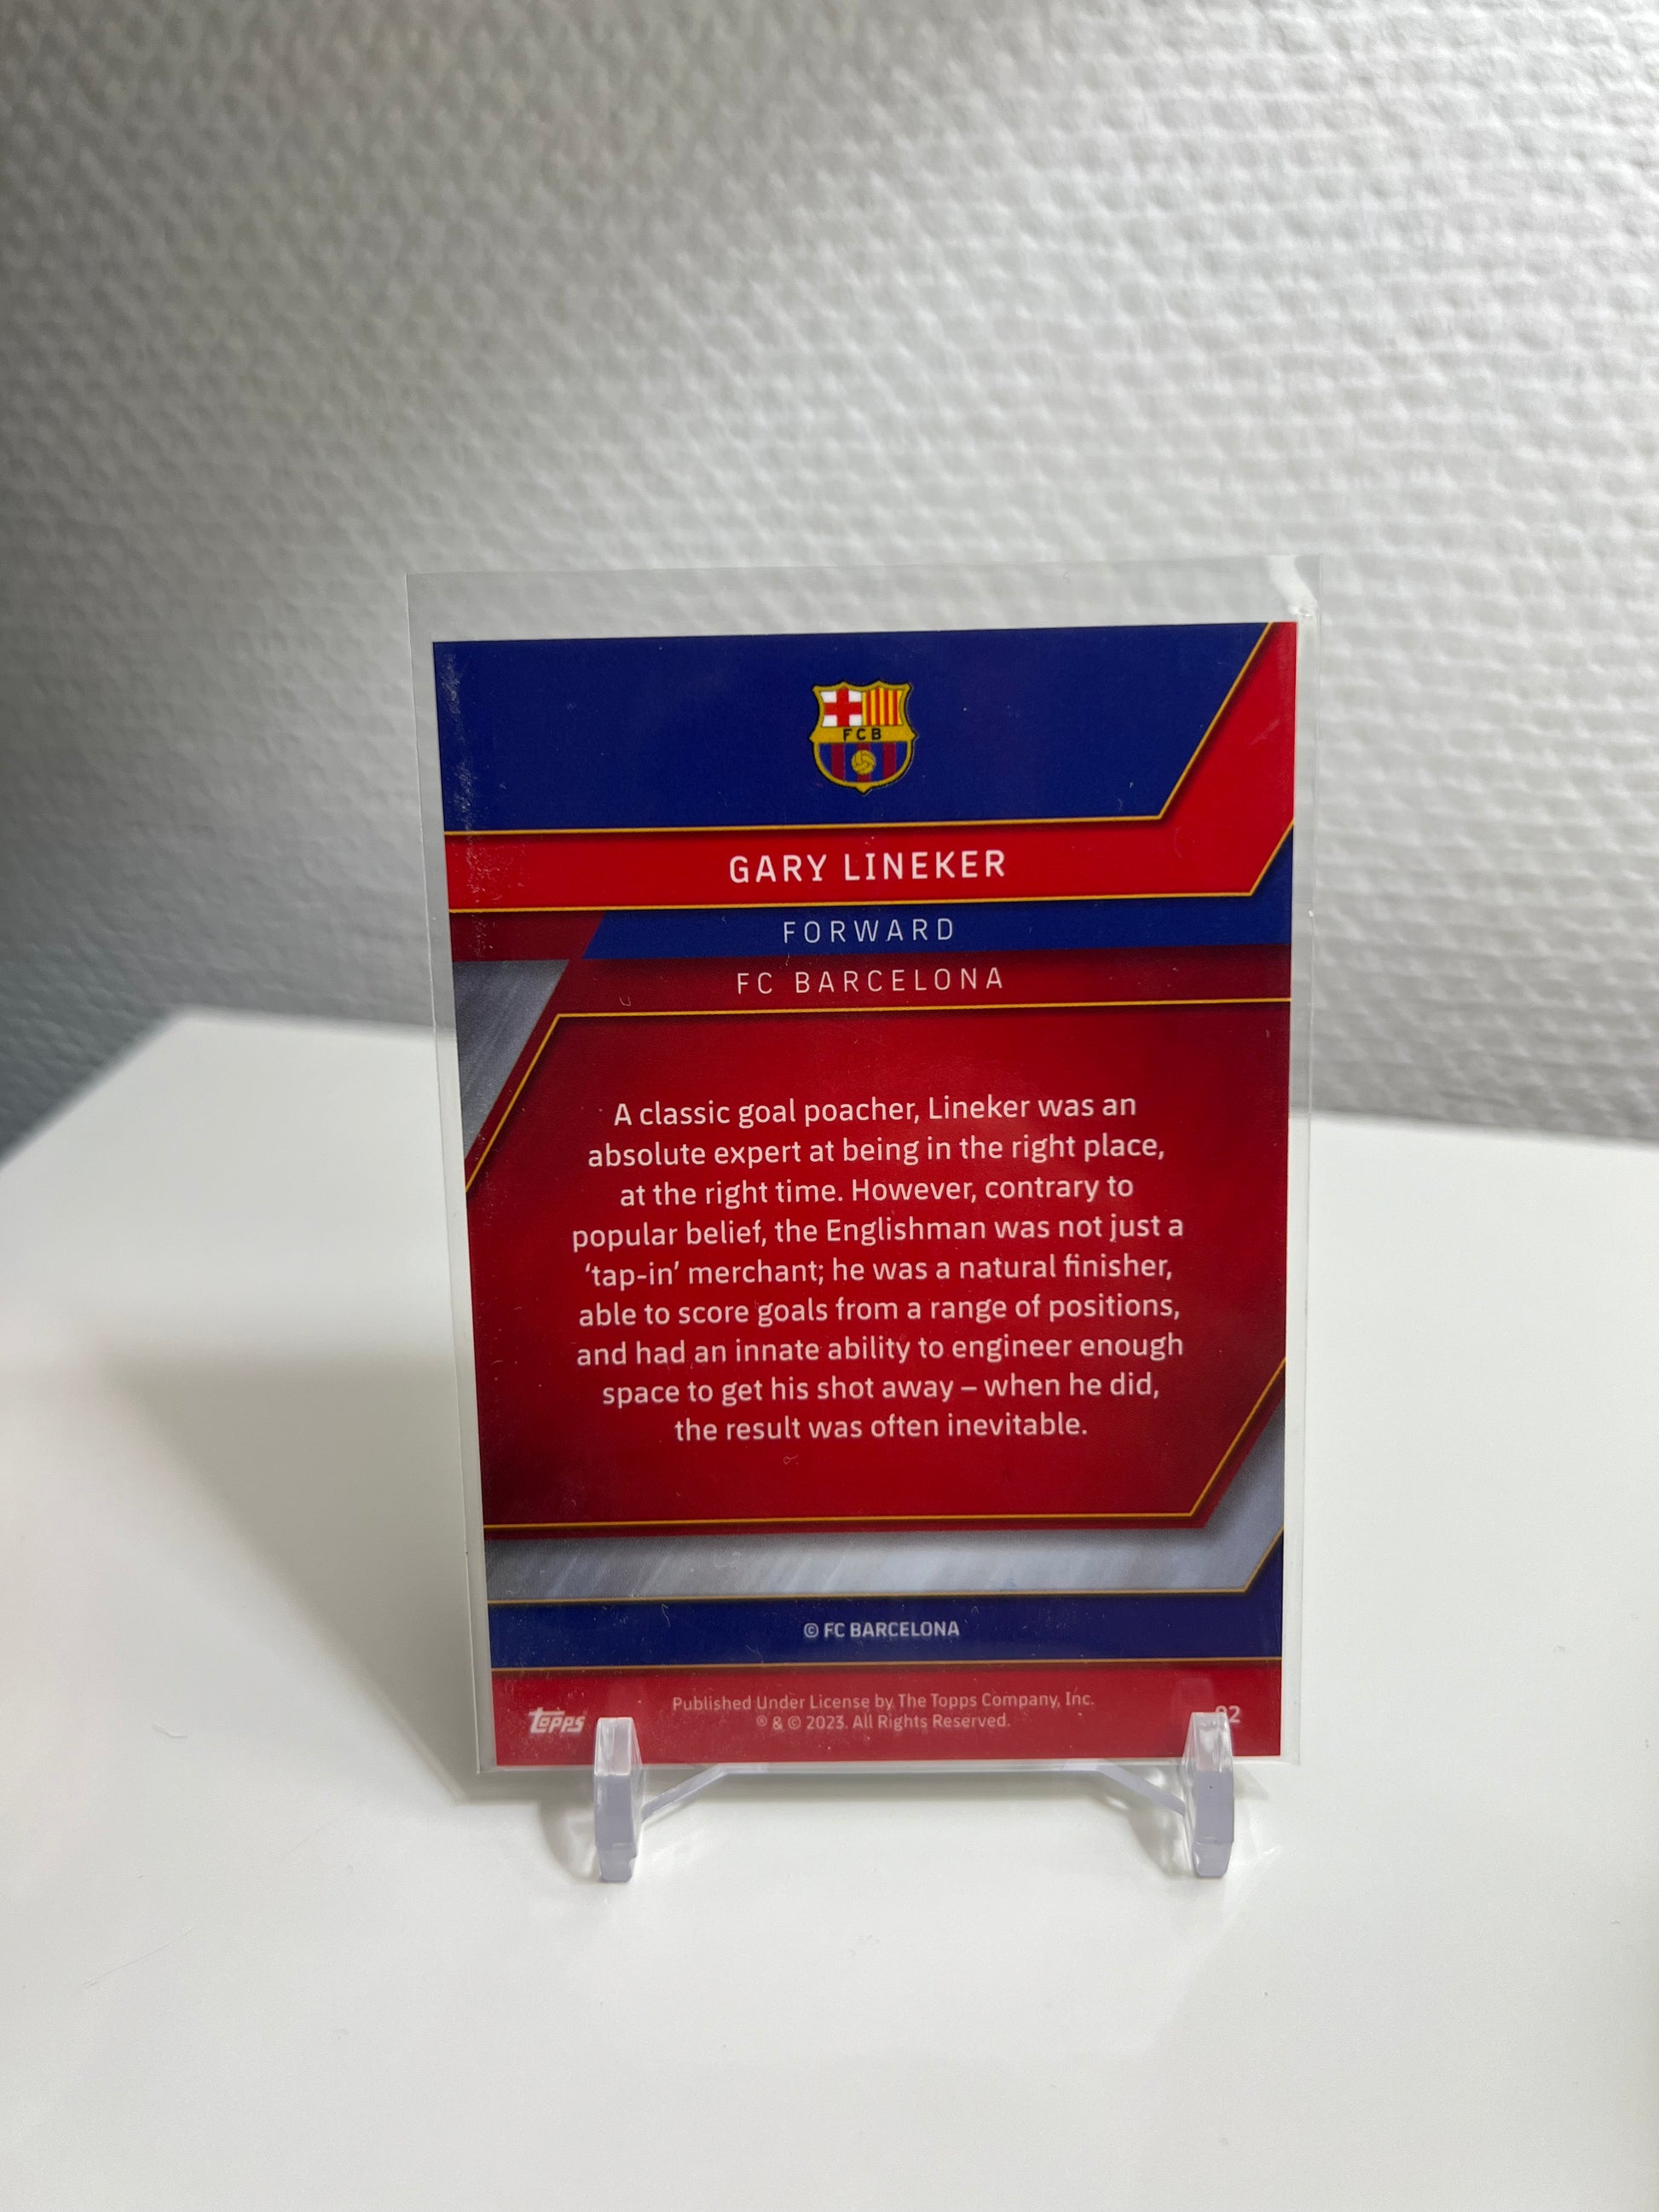 FCB
GARY LINEKER
FORWARD
FC BARCELONA
A classic goal poacher, Lineker was an
absolute expert at being in the right place,
at the right time. However, contrary to
popular belief, the Englishman was not just a
‘tap-in’ merchant; he was a natural finisher,
able to score goals from a range of positions,
and had an innate ability to engineer enough
space to get his shot away – when he did,
the result was often inevitable.
© FC BARCELONA
Published Under License by The Topps Company, Inc.
® & © 2023. All Rights Reserved.
Topps